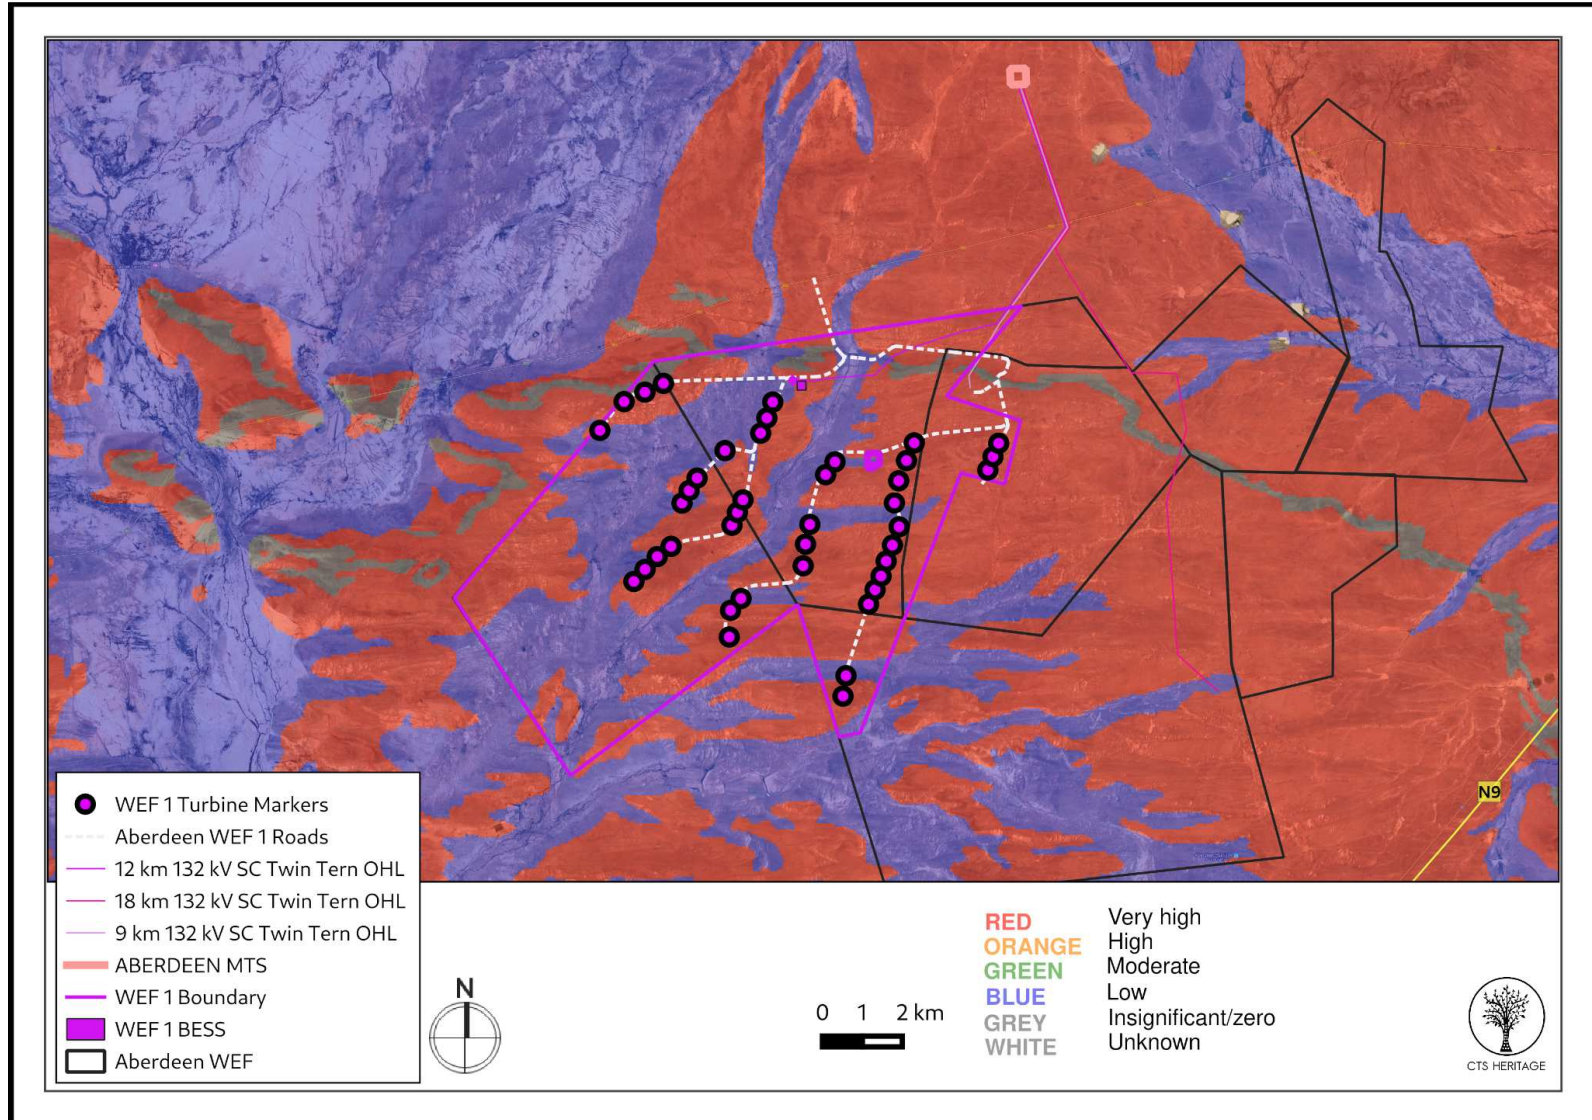 N9
WEF 1 Turbine Markers
Aberdeen WEF 1 Roads
12 km 132 kV SC Twin Tern OHL
18 km 132 kV SC Twin Tern OHL
9 km 132 kV SC Twin Tern OHL
ABERDEEN MTS
WEF 1 Boundary
WEF 1 BESS
Aberdeen WEF
N
0 1 2 km
RED Very high
ORANGE High
GREEN Moderate
BLUE Low
GREY Insignificant/zero
WHITE Unknown
CTS HERITAGE